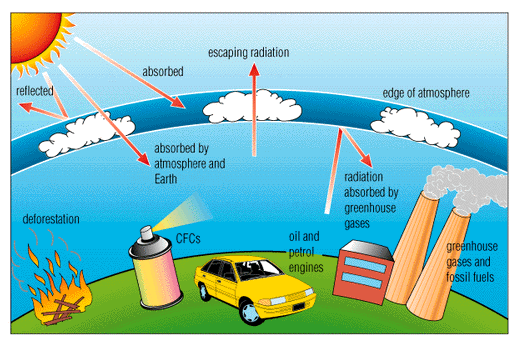 escaping radiation
absorbed
reflected
edge of atmosphere
absorbed by
atmosphere and
Earth
radiation
absorbed by
greenhouse
gases
deforestation
CFCs
oil and
petrol
engines
greenhouse
gases and
fossil fuels